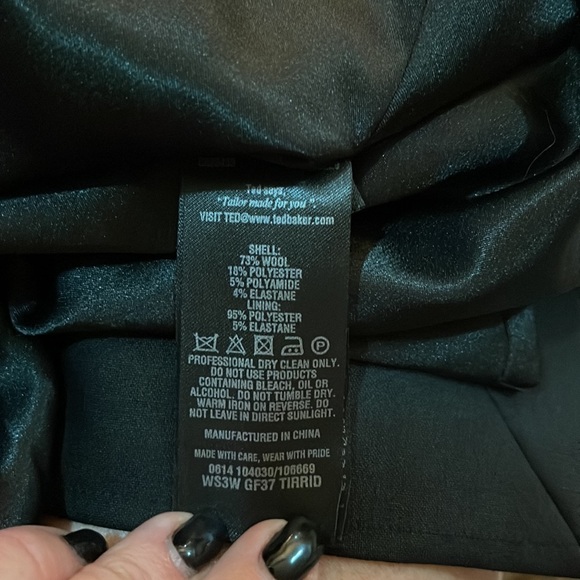 Ted says,
"Tailor made for you".
VISIT TED@www.tedbaker.com
SHELL:
73% WOOL
18% POLYESTER
5% POLYAMIDE
4% ELASTANE
LINING:
95% POLYESTER
5% ELASTANE
P
PROFESSIONAL DRY CLEAN ONLY.
DO NOT USE PRODUCTS
CONTAINING BLEACH, OIL OR
ALCOHOL. DO NOT TUMBLE DRY.
WARM IRON ON REVERSE. DO
NOT LEAVE IN DIRECT SUNLIGHT.
MANUFACTURED IN CHINA
MADE WITH CARE, WEAR WITH PRIDE
0614 104030/106669
WS3W GF37 TIRRID